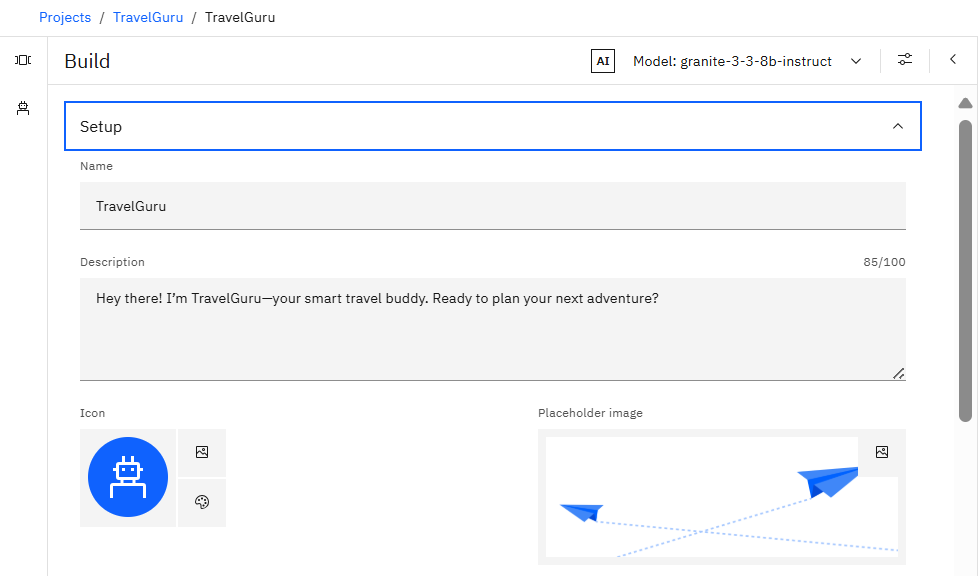 Projects / TravelGuru / TravelGuru
Build
AI Model: granite-3-3-8b-instruct
Setup
Name
TravelGuru
Description 85/100
Hey there! I’m TravelGuru—your smart travel buddy. Ready to plan your next adventure?
Icon Placeholder image